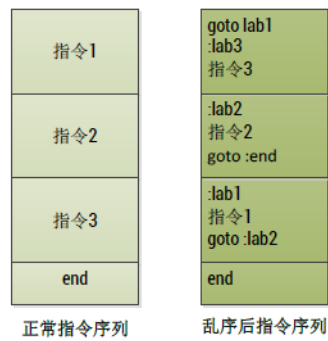 指令1
指令2
指令3
end
正常指令序列
goto lab1
:lab3
指令3
:lab2
指令2
goto :end
:lab1
指令1
goto :lab2
end
乱序后指令序列